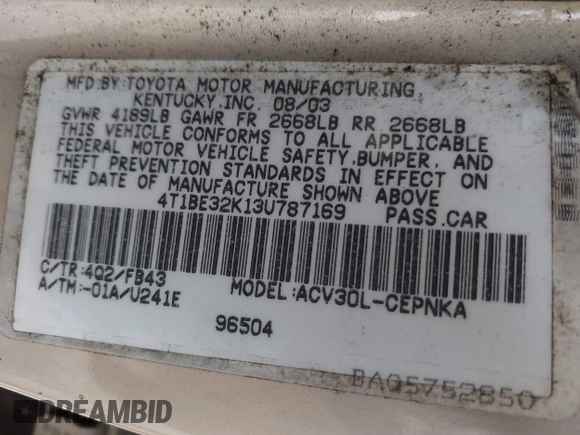 MFD.BY:TOYOTA MOTOR MANUFACTURING,
KENTUCKY,INC. 08/03
GVWR 4189LB GAWR FR 2668LB RR 2668LB
THIS VEHICLE CONFORMS TO ALL APPLICABLE
FEDERAL MOTOR VEHICLE SAFETY,BUMPER, AND
THEFT PREVENTION STANDARDS IN EFFECT ON
THE DATE OF MANUFACTURE SHOWN ABOVE
4T1BE32K13U787169 PASS.CAR
C/TR:4Q2/FB43
A/TM:-01A/U241E MODEL:ACV30L-CEPNKA
96504
BAQ5752850
DREAMBID